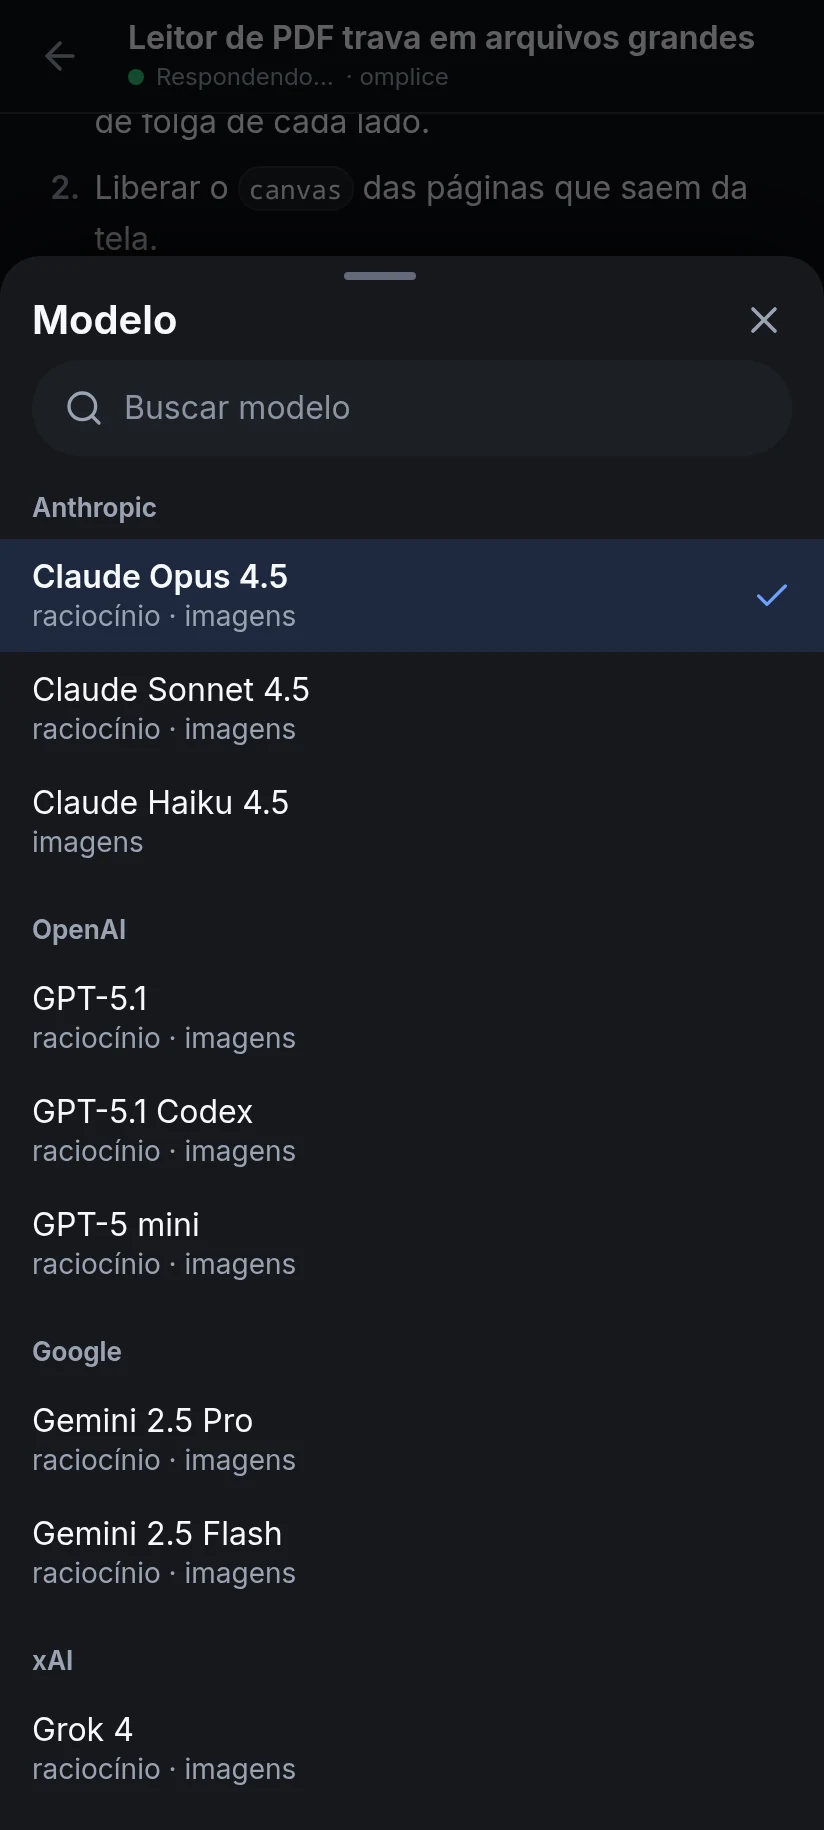 Leitor de PDF trava em arquivos grandes
Respondendo... · omplice
de folga de cada lado.
2. Liberar o canvas das páginas que saem da
tela.
Modelo
Buscar modelo
Anthropic
Claude Opus 4.5
raciocínio · imagens
Claude Sonnet 4.5
raciocínio · imagens
Claude Haiku 4.5
imagens
OpenAI
GPT-5.1
raciocínio · imagens
GPT-5.1 Codex
raciocínio · imagens
GPT-5 mini
raciocínio · imagens
Google
Gemini 2.5 Pro
raciocínio · imagens
Gemini 2.5 Flash
raciocínio · imagens
xAI
Grok 4
raciocínio · imagens